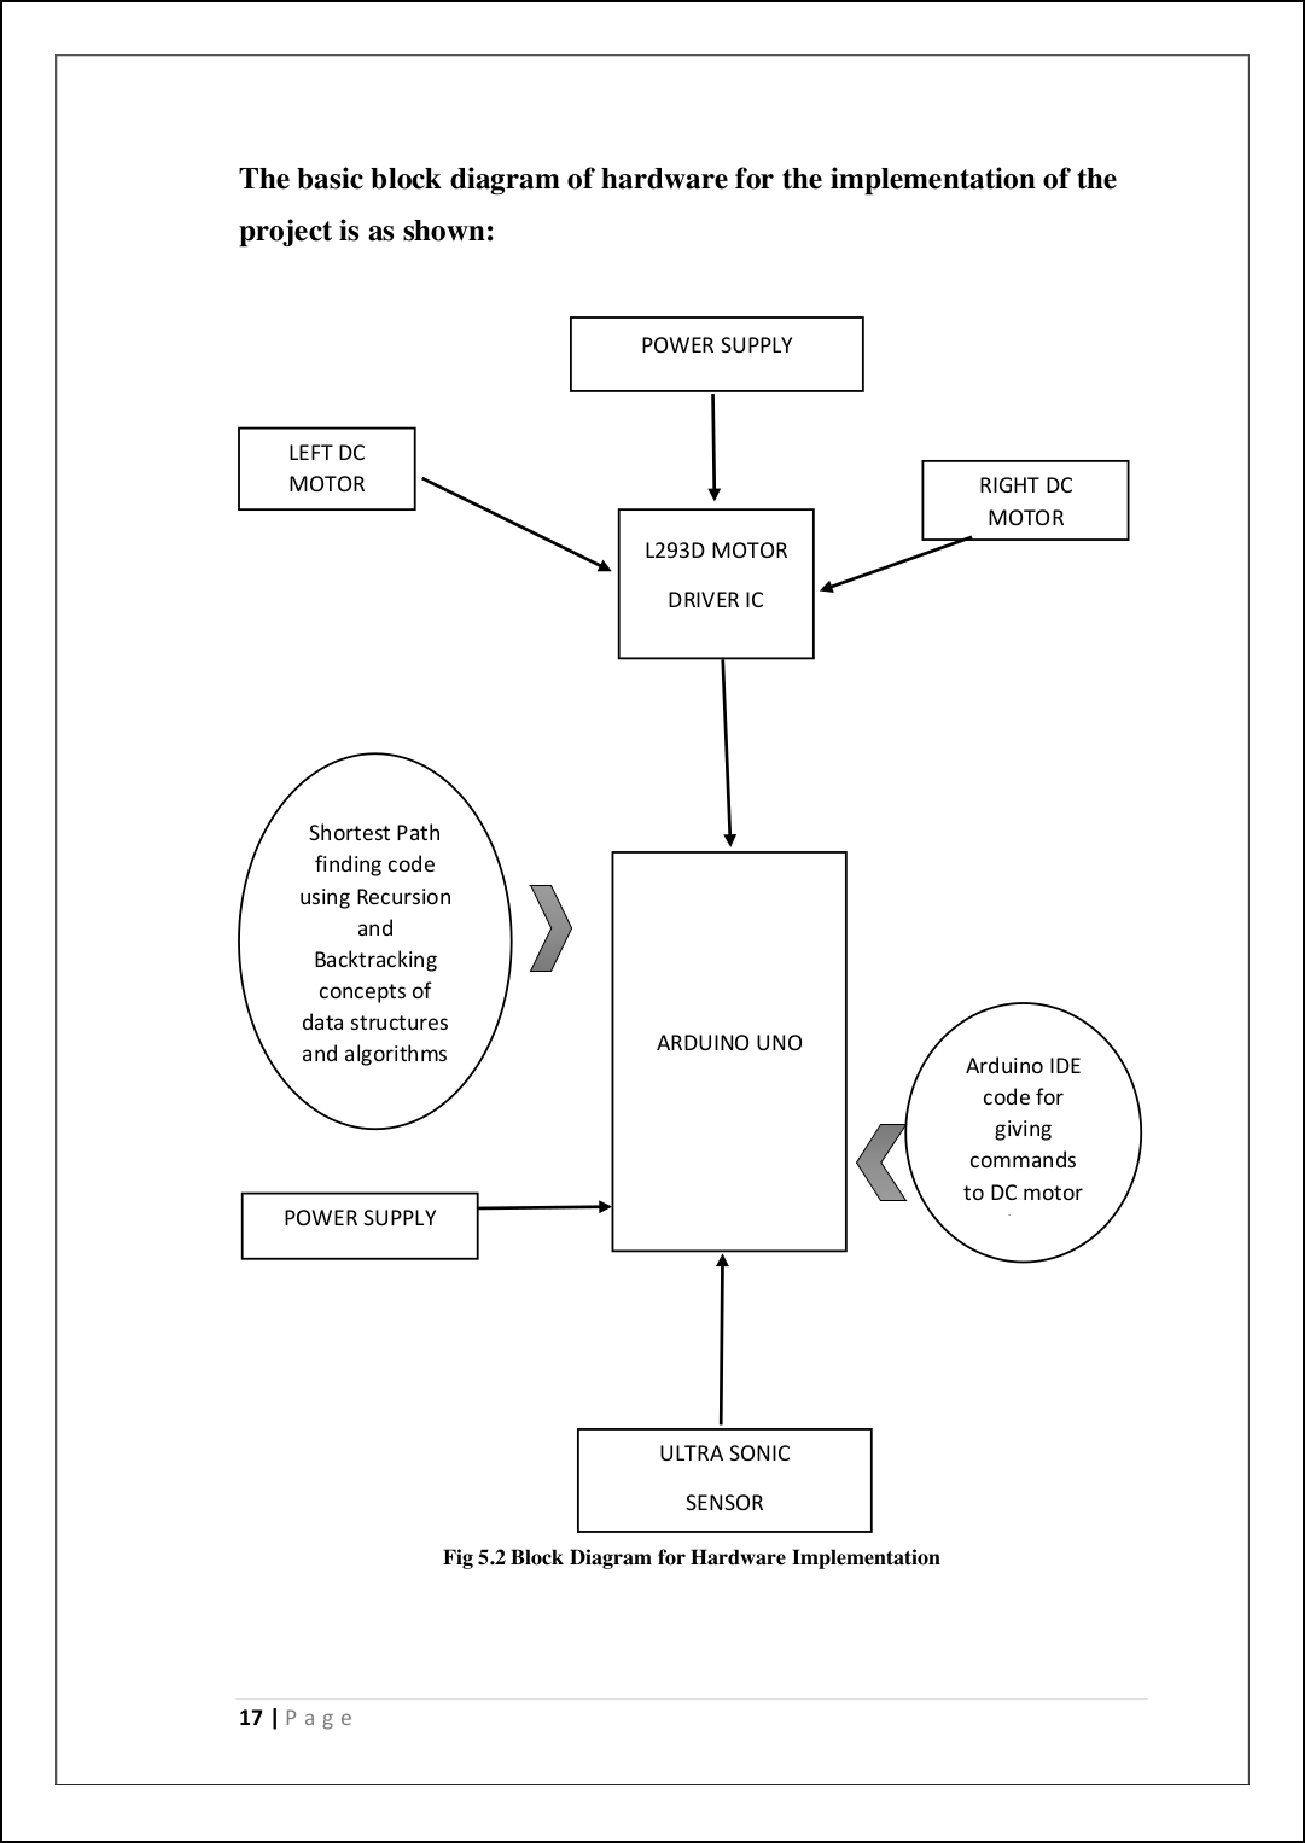 The basic block diagram of hardware for the implementation of the
project is as shown:
POWER SUPPLY
LEFT DC
MOTOR
RIGHT DC
MOTOR
L293D MOTOR
DRIVER IC
Shortest Path
finding code
using Recursion
and
Backtracking
concepts of
data structures
and algorithms
ARDUINO UNO
Arduino IDE
code for
giving
commands
to DC motor
POWER SUPPLY
ULTRA SONIC
SENSOR
Fig 5.2 Block Diagram for Hardware Implementation
17 | P a g e